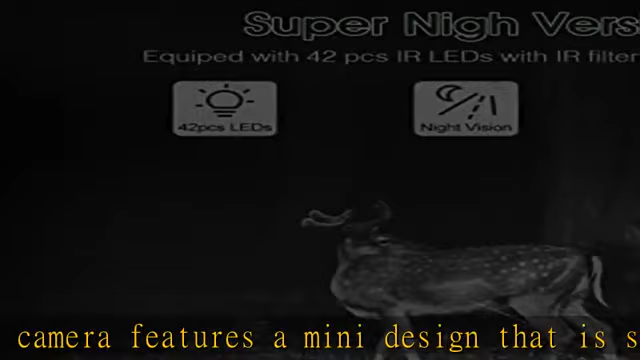 Super Nigh Vers
Equiped with 42 pcs IR LEDs with IR filter
42pcs LEDs
Night Vision
camera features a mini design that is s